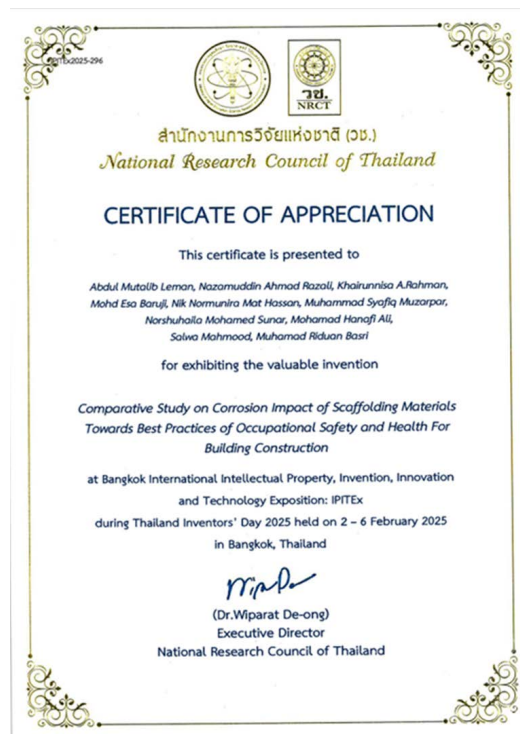 IPITEx2025-296
วช.
NRCT
สำนักงานการวิจัยแห่งชาติ (วช.)
National Research Council of Thailand
CERTIFICATE OF APPRECIATION
This certificate is presented to
Abdul Mutalib Leman, Nazamuddin Ahmad Razali, Khairunnisa A.Rahman,
Mohd Esa Baruji, Nik Normunira Mat Hassan, Muhammad Syafiq Muzarpar,
Norshuhaila Mohamed Sunar, Mohamad Hanafi Ali,
Salwa Mahmood, Muhamad Riduan Basri
for exhibiting the valuable invention
Comparative Study on Corrosion Impact of Scaffolding Materials
Towards Best Practices of Occupational Safety and Health For
Building Construction
at Bangkok International Intellectual Property, Invention, Innovation
and Technology Exposition: IPITEx
during Thailand Inventors' Day 2025 held on 2 – 6 February 2025
in Bangkok, Thailand
(Dr.Wiparat De-ong)
Executive Director
National Research Council of Thailand